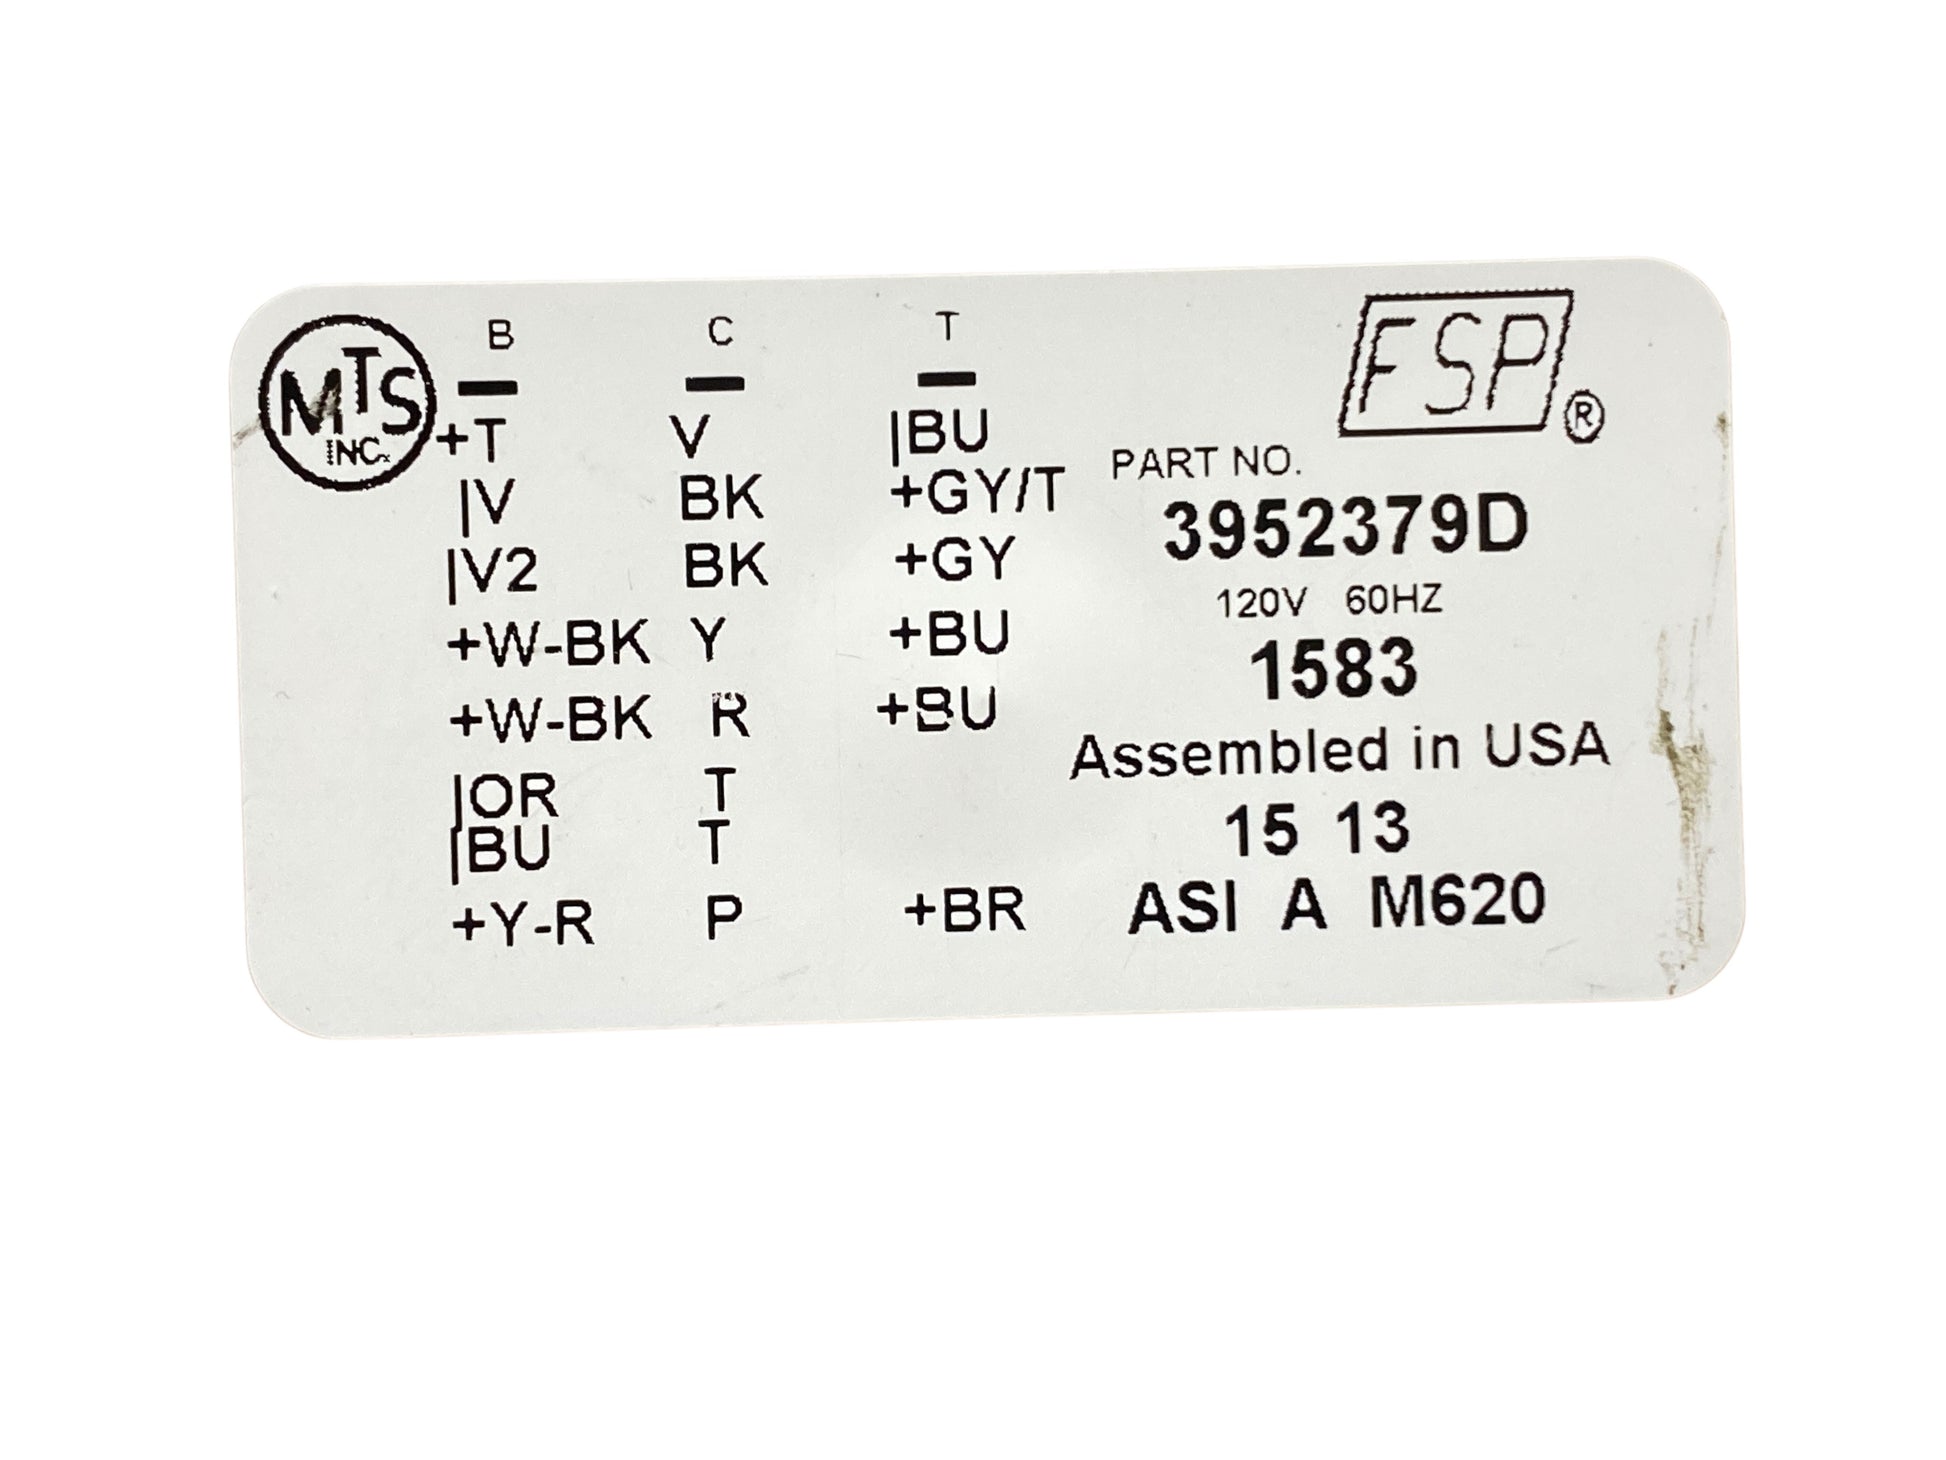 MTS
INC.
B C T
+T V |BU
|V BK +GY/T
|V2 BK +GY
+W-BK Y +BU
+W-BK R +BU
|OR T
|BU T
+Y-R P +BR
FSP®
PART NO.
3952379D
120V 60HZ
1583
Assembled in USA
15 13
ASI A M620